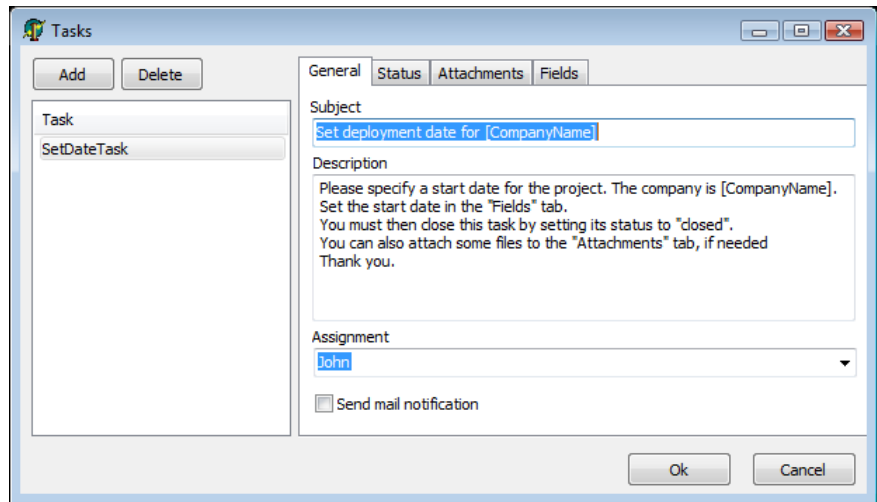 Tasks
Add
Delete
Task
SetDateTask
General
Status
Attachments
Fields
Subject
Set deployment date for [CompanyName]
Description
Please specify a start date for the project. The company is [CompanyName].
Set the start date in the "Fields" tab.
You must then close this task by setting its status to "closed".
You can also attach some files to the "Attachments" tab, if needed
Thank you.
Assignment
John
Send mail notification
Ok
Cancel